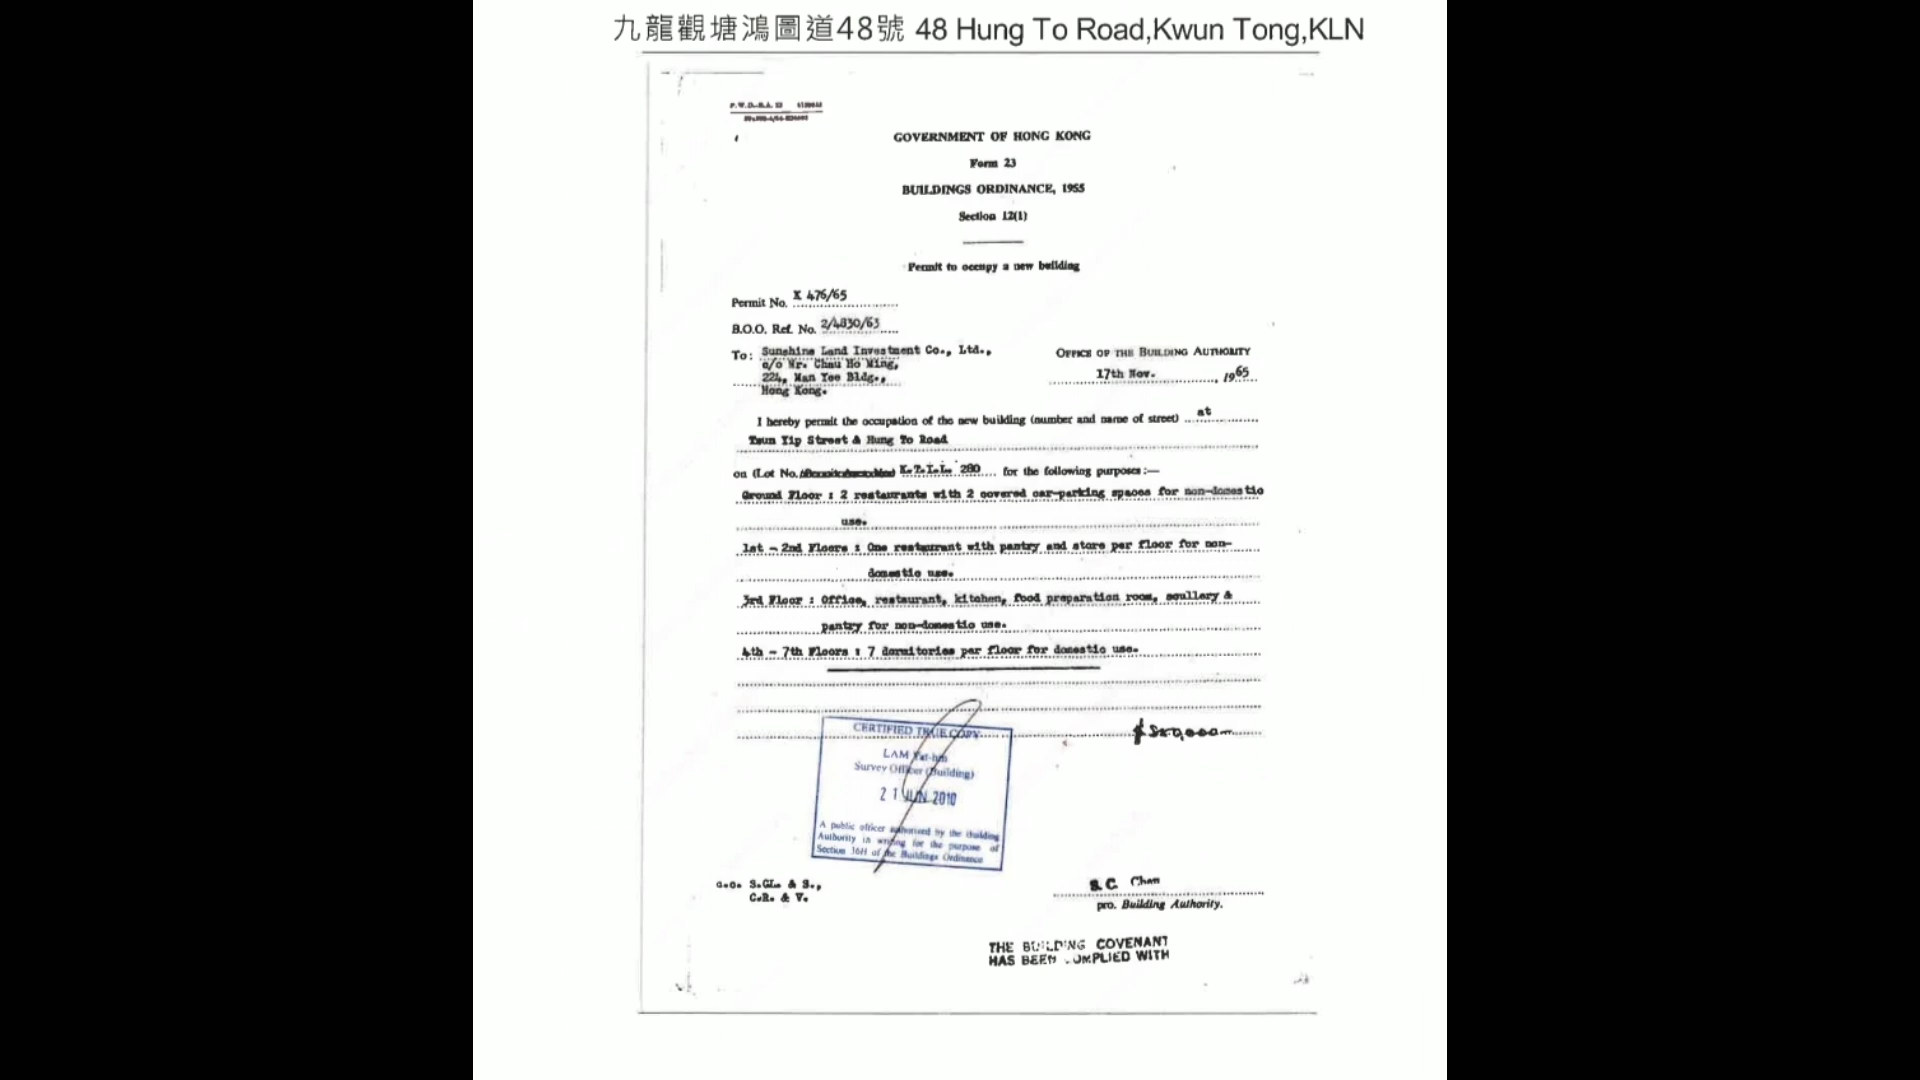 九龍觀塘鴻圖道48號 48 Hung To Road,Kwun Tong,KLN
GOVERNMENT OF HONG KONG
Form 23
BUILDINGS ORDINANCE, 1955
Section 12(1)
Permit to occupy a new building
Permit No. K 476/65
B.O.O. Ref. No. 2/4830/63
To: Sunshine Land Investment Co., Ltd.,
c/o Mr. Chau Ho Ming,
224, Man Yee Bldg.,
Hong Kong.
OFFICE OF THE BUILDING AUTHORITY
17th Nov. , 1965
I hereby permit the occupation of the new building (number and name of street) at
Tsun Yip Street & Hung To Road
on (Lot No. K.T.I.L. 280 for the following purposes:—
Ground Floor : 2 restaurants with 2 covered car-parking spaces for non-domestic
use.
1st - 2nd Floors : One restaurant with pantry and store per floor for non-
domestic use.
3rd Floor : Office, restaurant, kitchen, food preparation room, scullery &
pantry for non-domestic use.
4th - 7th Floors : 7 dormitories per floor for domestic use.
CERTIFIED TRUE COPY
LAM
Survey Officer (Building)
21 JUN 2010
A public officer authorized by the Building
Authority in writing for the purpose of
Section 36H of the Buildings Ordinance
c.c. S.GL. & S.,
C.R. & V.
S.C. Chan
pro. Building Authority.
THE BUILDING COVENANT
HAS BEEN COMPLIED WITH